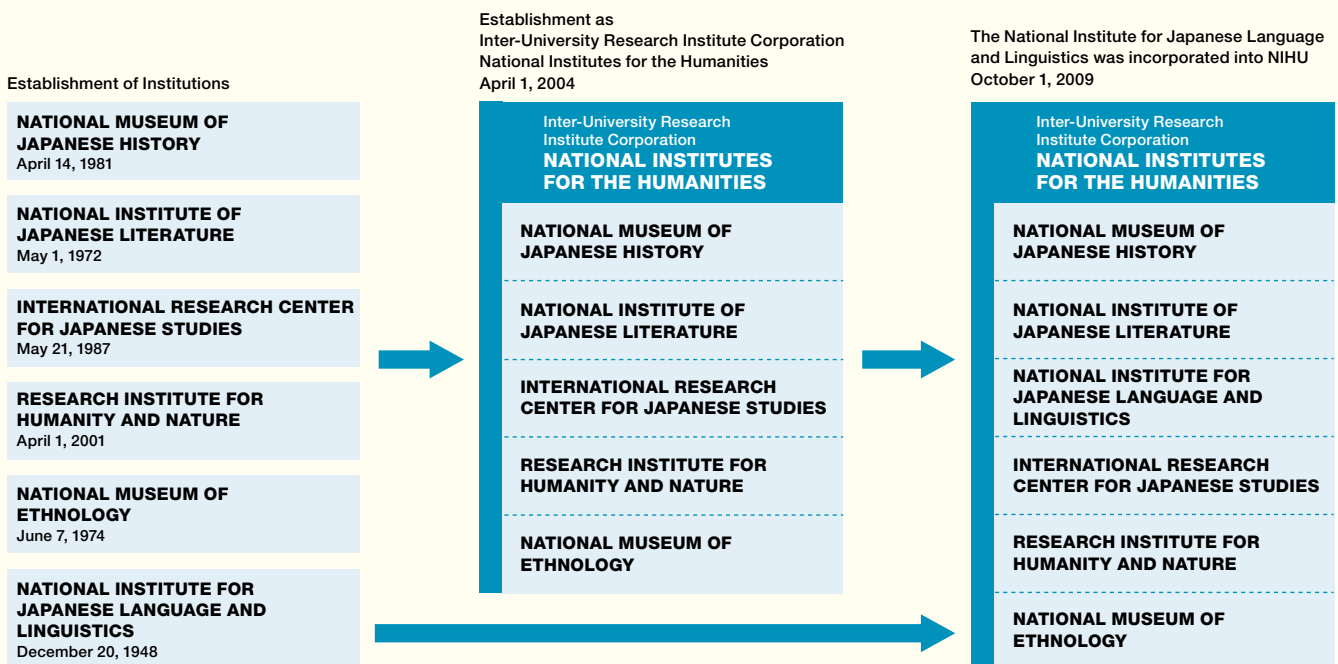 Establishment of Institutions
NATIONAL MUSEUM OF
JAPANESE HISTORY
April 14, 1981
NATIONAL INSTITUTE OF
JAPANESE LITERATURE
May 1, 1972
INTERNATIONAL RESEARCH CENTER
FOR JAPANESE STUDIES
May 21, 1987
RESEARCH INSTITUTE FOR
HUMANITY AND NATURE
April 1, 2001
NATIONAL MUSEUM OF
ETHNOLOGY
June 7, 1974
NATIONAL INSTITUTE FOR
JAPANESE LANGUAGE AND
LINGUISTICS
December 20, 1948
Establishment as
Inter-University Research Institute Corporation
National Institutes for the Humanities
April 1, 2004
Inter-University Research
Institute Corporation
NATIONAL INSTITUTES
FOR THE HUMANITIES
NATIONAL MUSEUM OF
JAPANESE HISTORY
NATIONAL INSTITUTE OF
JAPANESE LITERATURE
INTERNATIONAL RESEARCH
CENTER FOR JAPANESE STUDIES
RESEARCH INSTITUTE FOR
HUMANITY AND NATURE
NATIONAL MUSEUM OF
ETHNOLOGY
The National Institute for Japanese Language
and Linguistics was incorporated into NIHU
October 1, 2009
Inter-University Research
Institute Corporation
NATIONAL INSTITUTES
FOR THE HUMANITIES
NATIONAL MUSEUM OF
JAPANESE HISTORY
NATIONAL INSTITUTE OF
JAPANESE LITERATURE
NATIONAL INSTITUTE FOR
JAPANESE LANGUAGE AND
LINGUISTICS
INTERNATIONAL RESEARCH
CENTER FOR JAPANESE STUDIES
RESEARCH INSTITUTE FOR
HUMANITY AND NATURE
NATIONAL MUSEUM OF
ETHNOLOGY